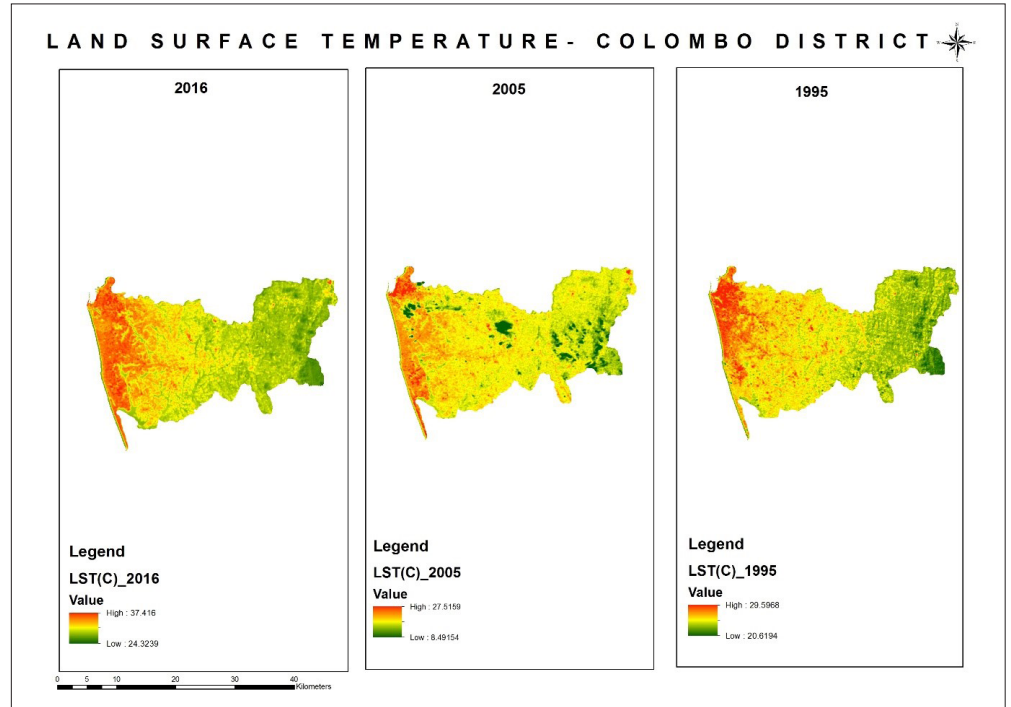 LAND SURFACE TEMPERATURE- COLOMBO DISTRICT
2016
Legend
LST(C)_2016
Value
High : 37.416
Low : 24.3239
0 5 10 20 30 40
Kilometers
2005
Legend
LST(C)_2005
Value
High : 27.5159
Low : 8.49154
1995
Legend
LST(C)_1995
Value
High : 29.5968
Low : 20.6194